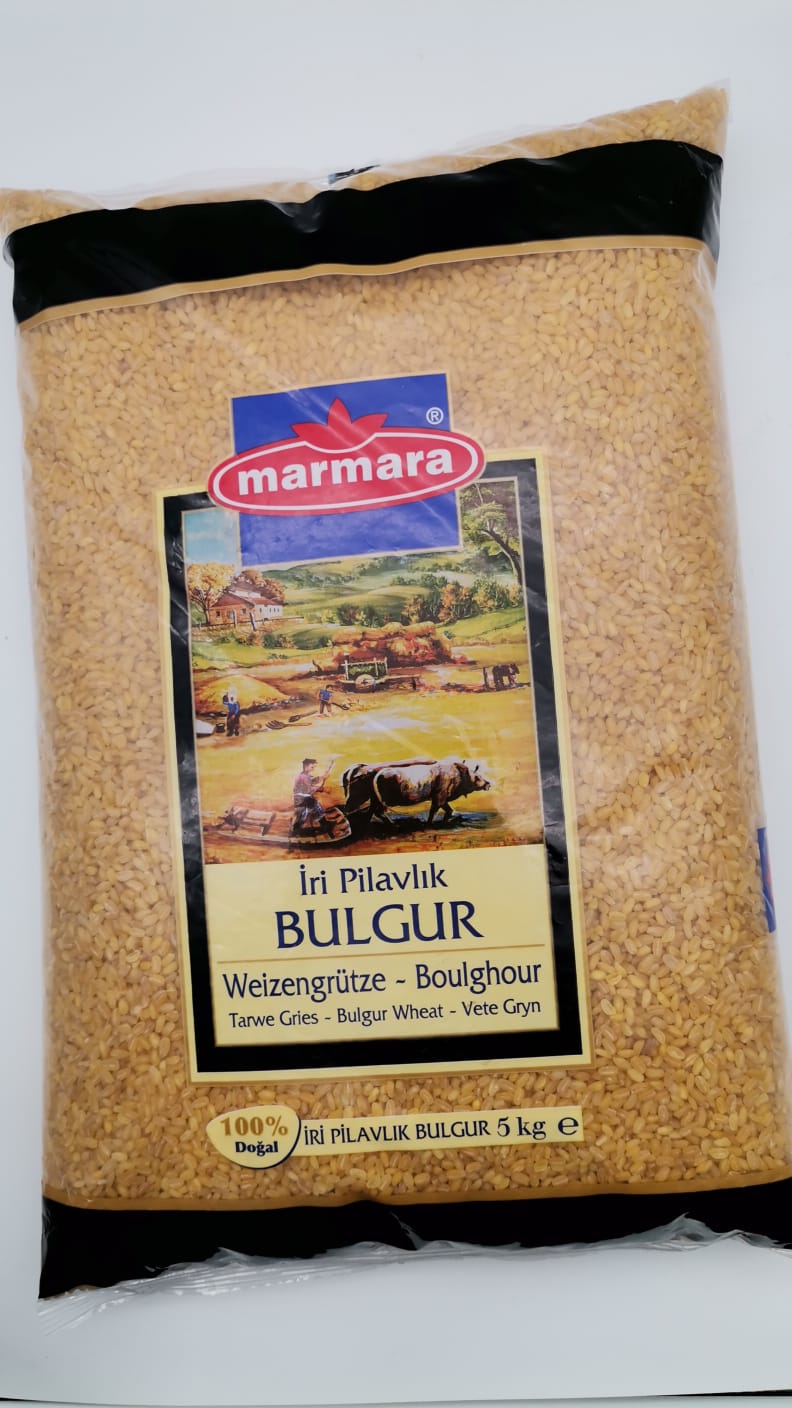 ®
marmara
İri Pilavlık
BULGUR
Weizengrütze ~ Boulghour
Tarwe Gries ~ Bulgur Wheat ~ Vete Gryn
100%
Doğal
İRİ PİLAVLIK BULGUR 5 kg ℮